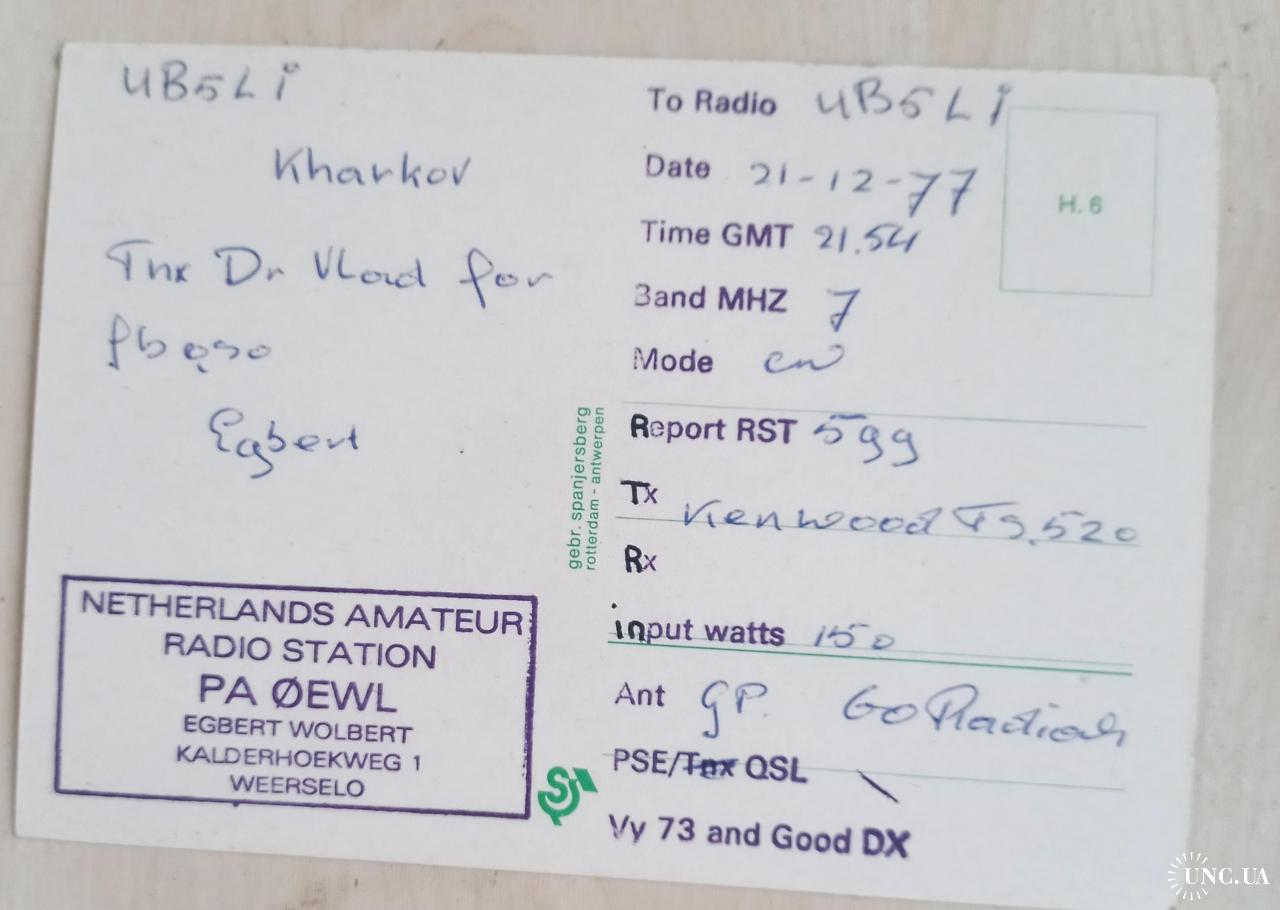 UB5Li
Kharkov
Tnx Dr Vlad for
fb qso
Egbert
NETHERLANDS AMATEUR
RADIO STATION
PA ØEWL
EGBERT WOLBERT
KALDERHOEKWEG 1
WEERSELO
gebr. spanjersberg
rotterdam - antwerpen
To Radio UB5Li
Date 21-12-77
Time GMT 21.54
Band MHZ 7
Mode cw
Report RST 599
Tx Kenwood TS.520
Rx
input watts 150
Ant GP. 60 Radials
PSE/Tnx QSL
Vy 73 and Good DX
H. 6
UNC.UA